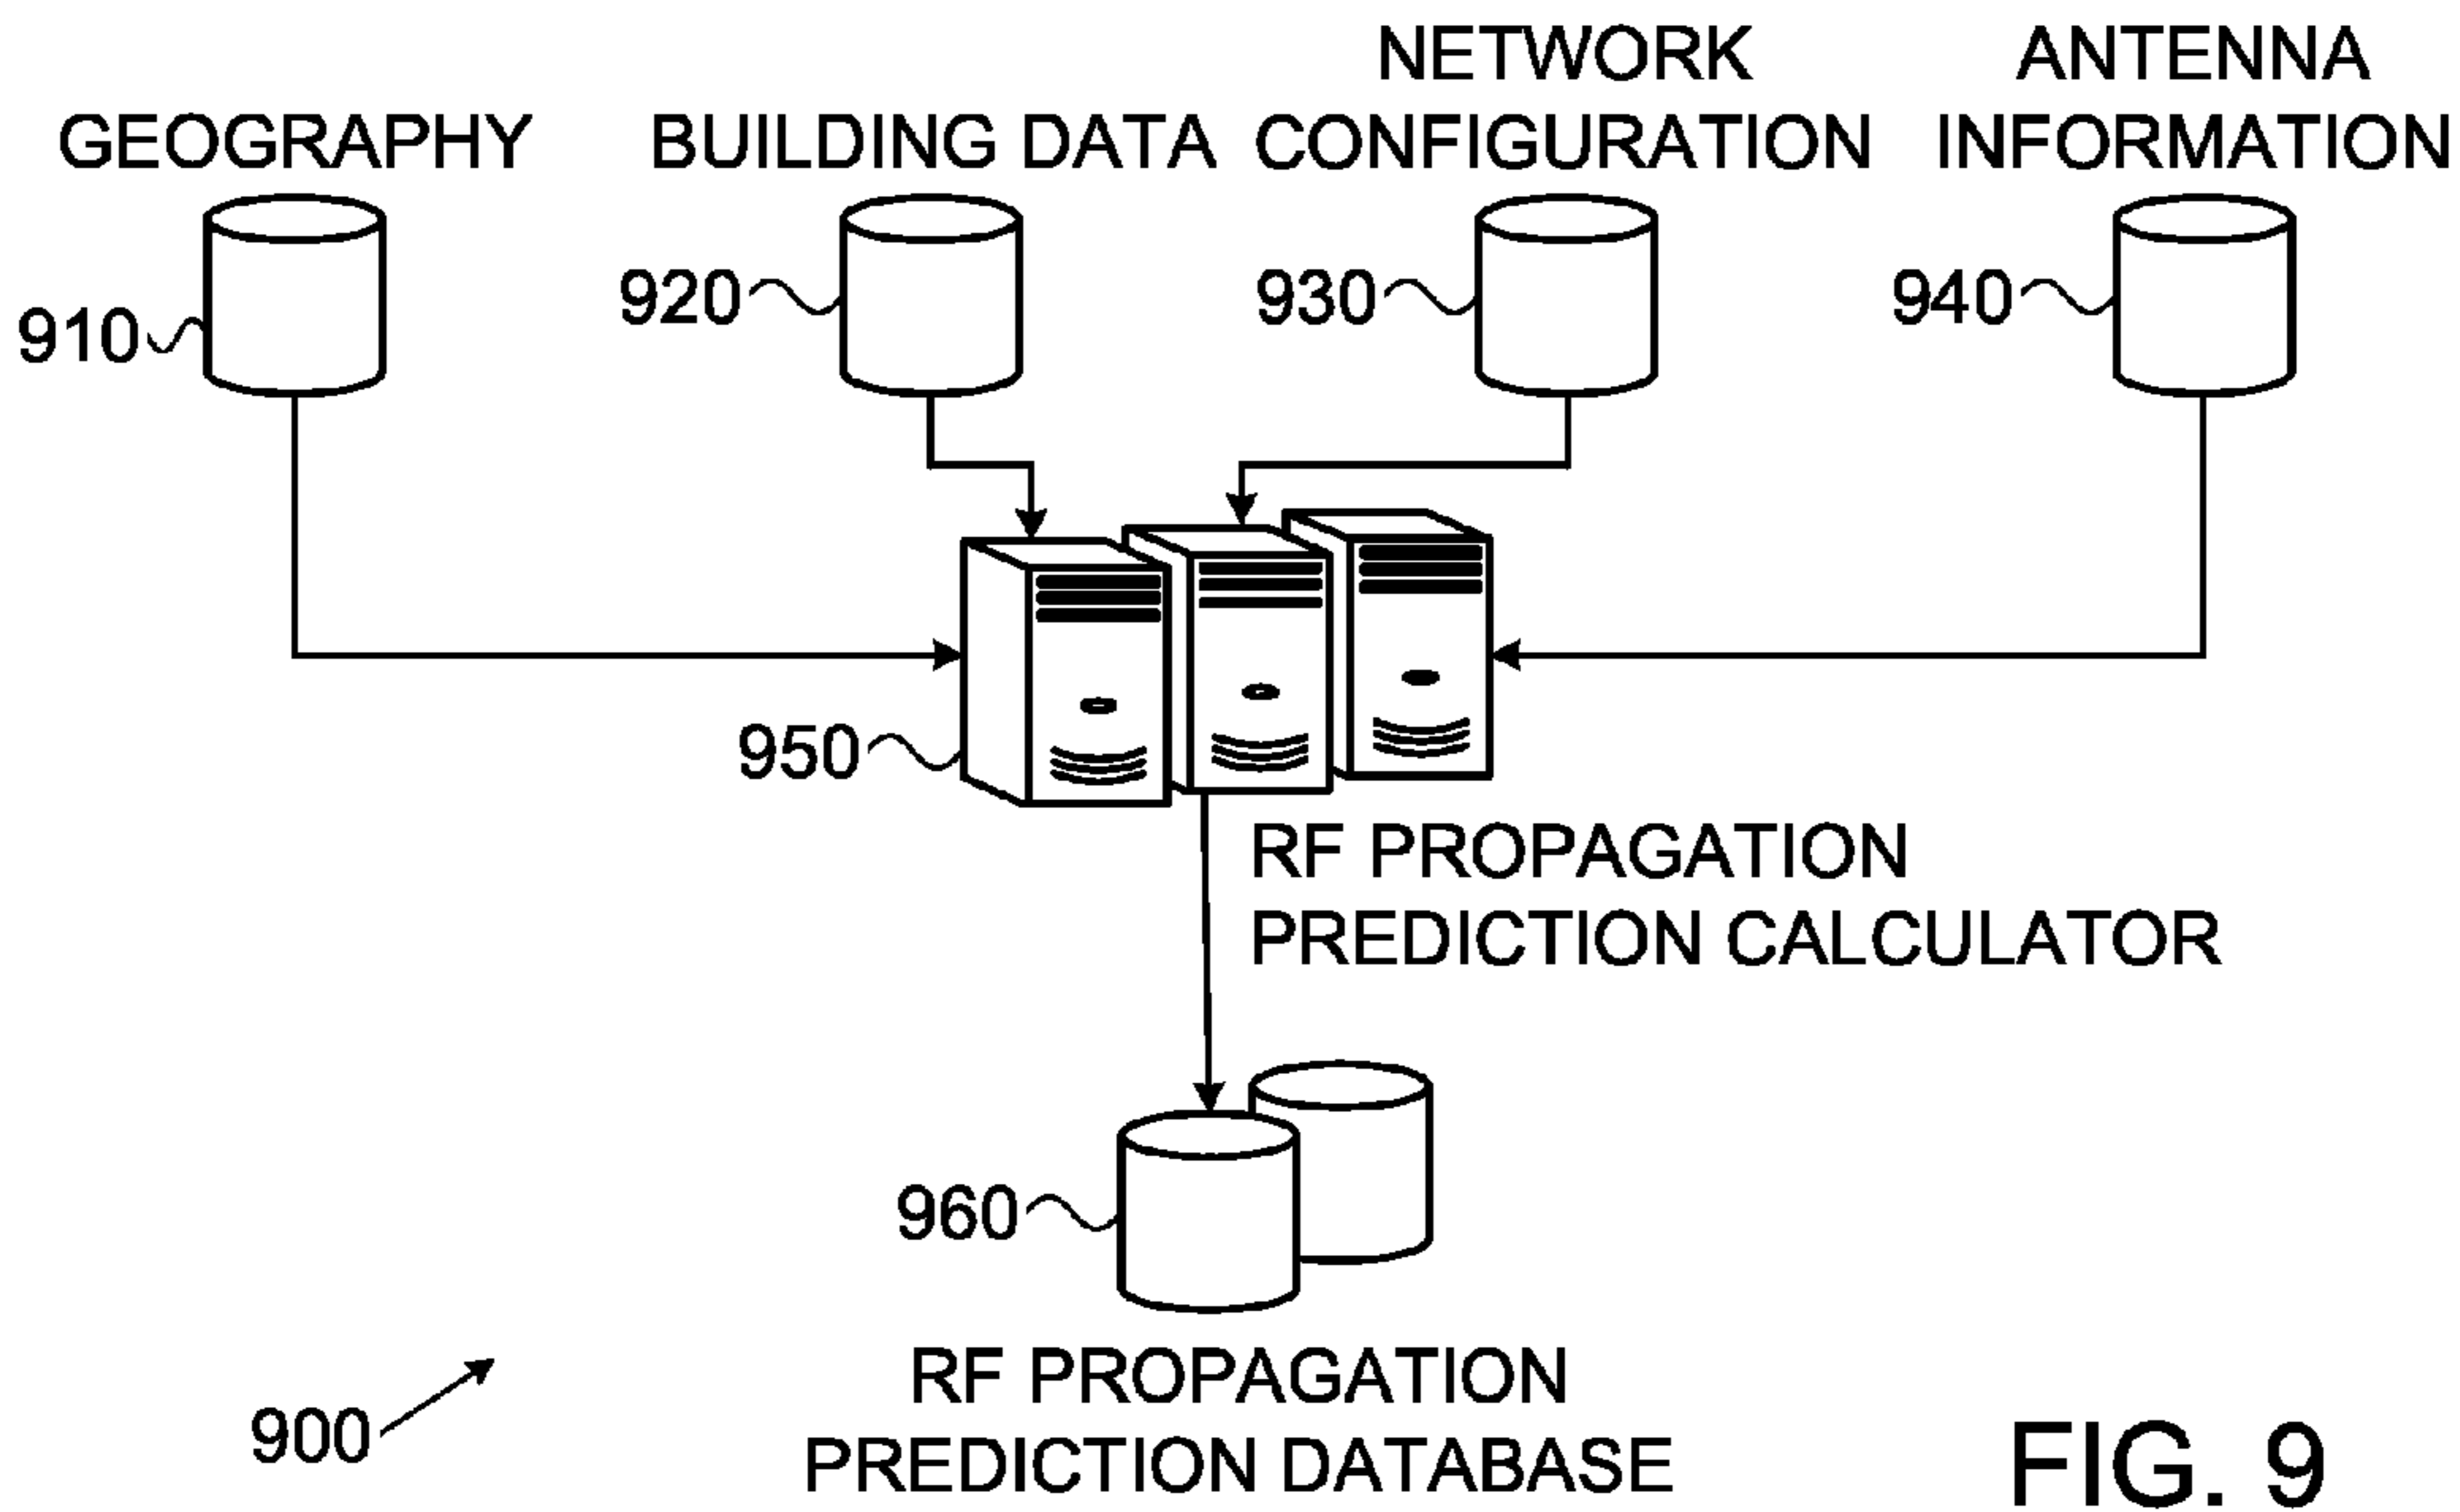 NETWORK
ANTENNA
GEOGRAPHY
BUILDING DATA
CONFIGURATION
INFORMATION
910
920
930
940
950
RF PROPAGATION
PREDICTION CALCULATOR
960
RF PROPAGATION
PREDICTION DATABASE
900
FIG. 9